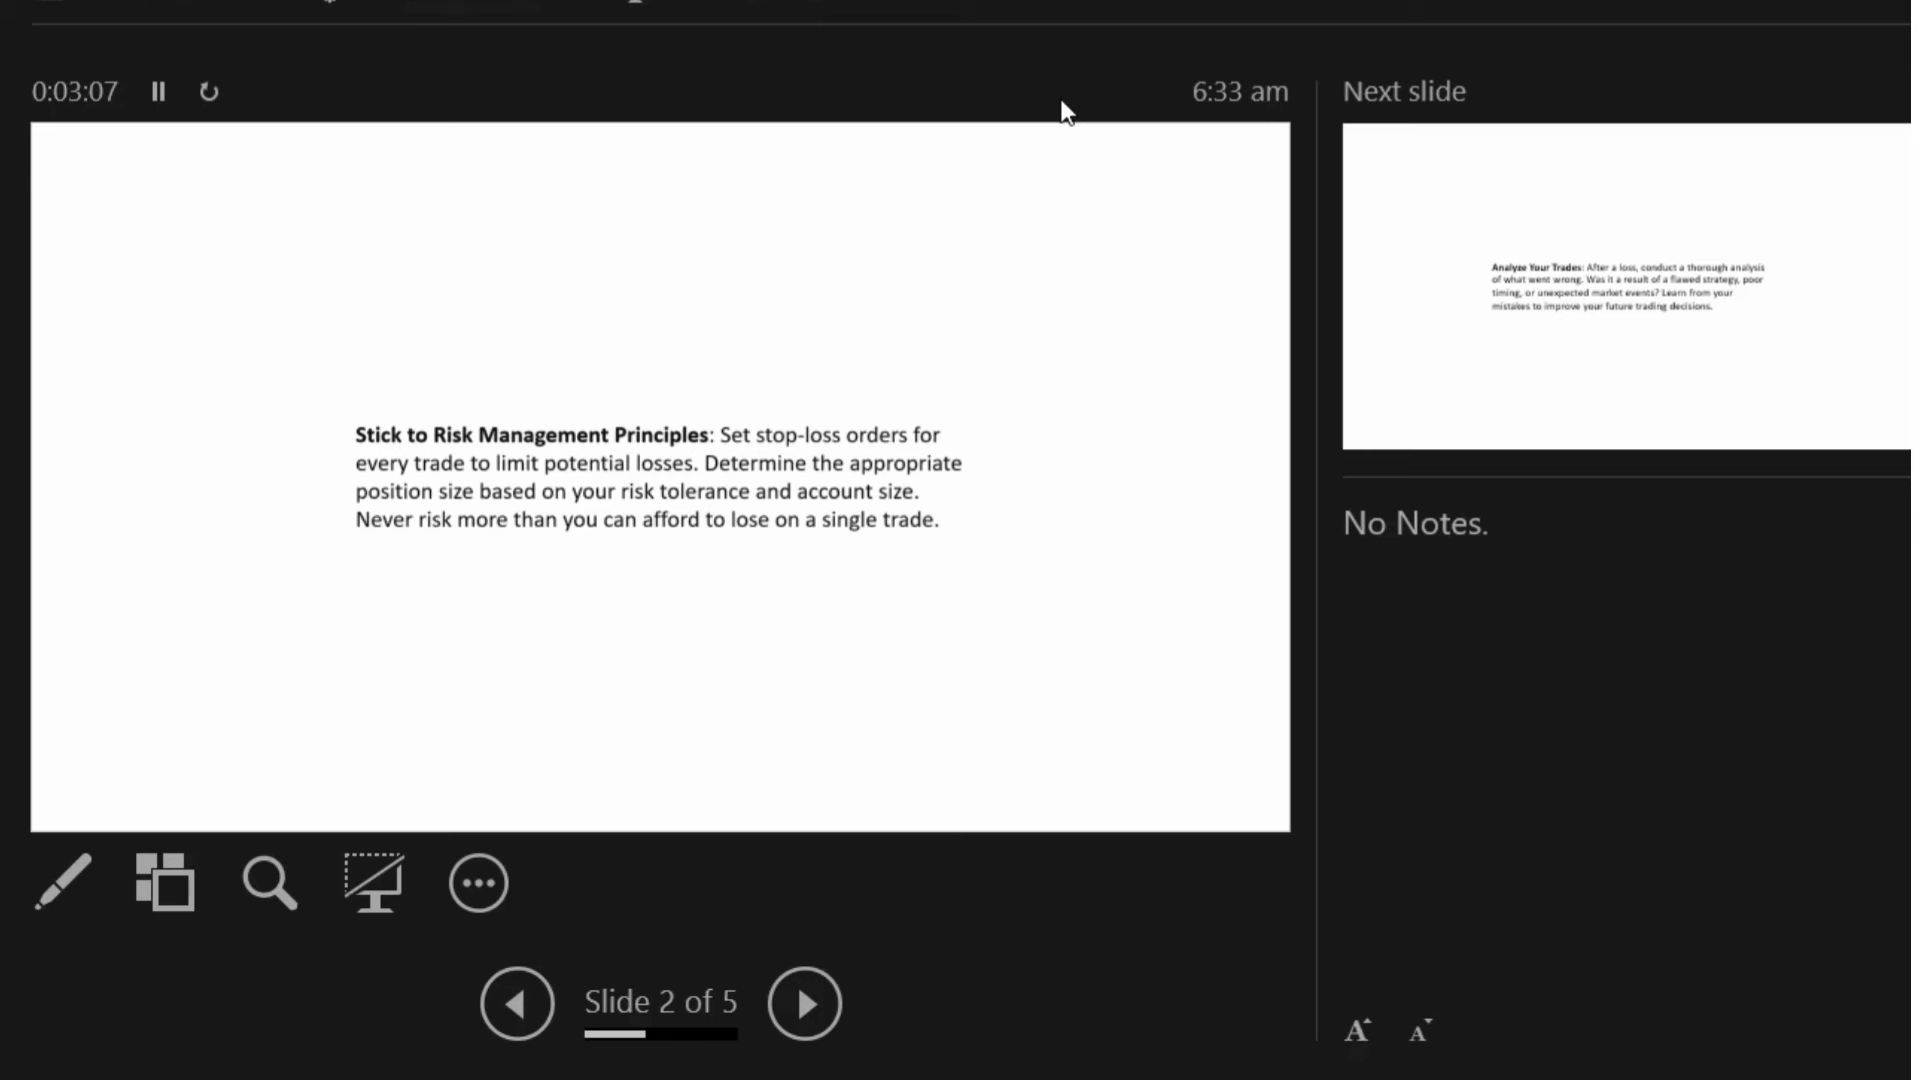 0:03:07
6:33 am
Next slide
Stick to Risk Management Principles: Set stop-loss orders for
every trade to limit potential losses. Determine the appropriate
position size based on your risk tolerance and account size.
Never risk more than you can afford to lose on a single trade.
Analyze Your Trades: After a loss, conduct a thorough analysis
of what went wrong. Was it a result of a flawed strategy, poor
timing, or unexpected market events? Learn from your
mistakes to improve your future trading decisions.
No Notes.
Slide 2 of 5
A A